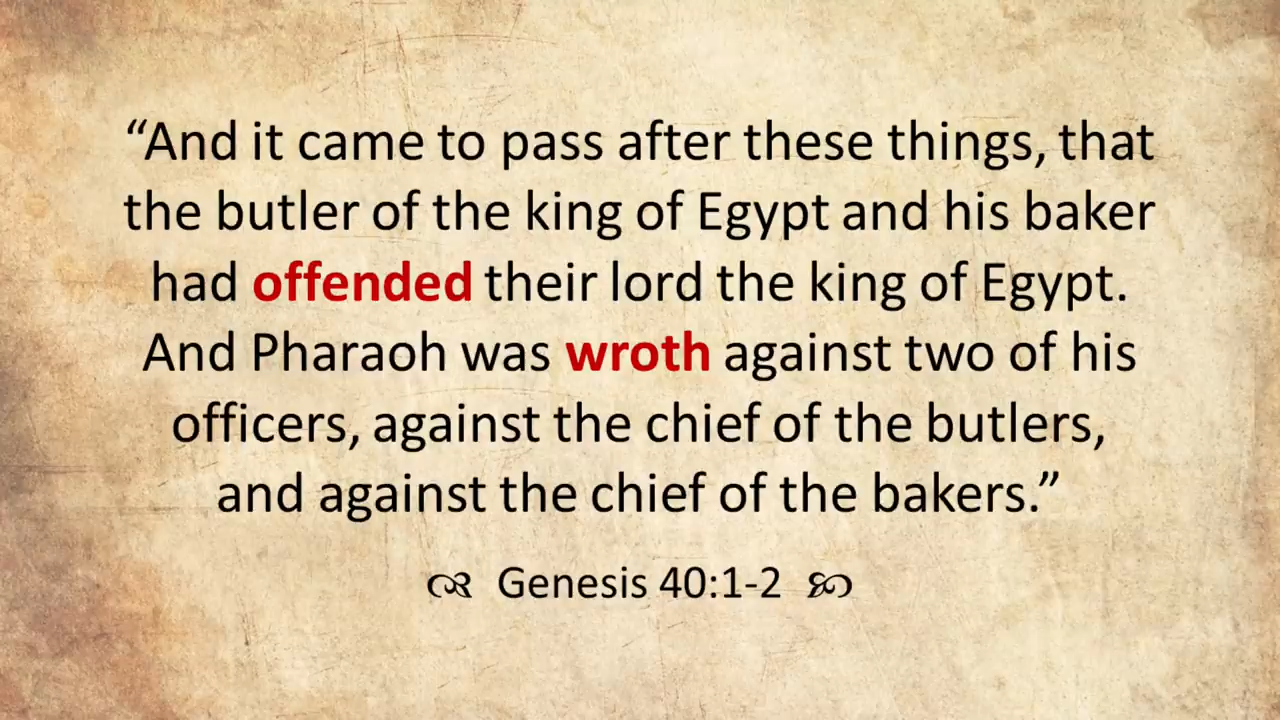 “And it came to pass after these things, that
the butler of the king of Egypt and his baker
had offended their lord the king of Egypt.
And Pharaoh was wroth against two of his
officers, against the chief of the butlers,
and against the chief of the bakers.”
Genesis 40:1-2